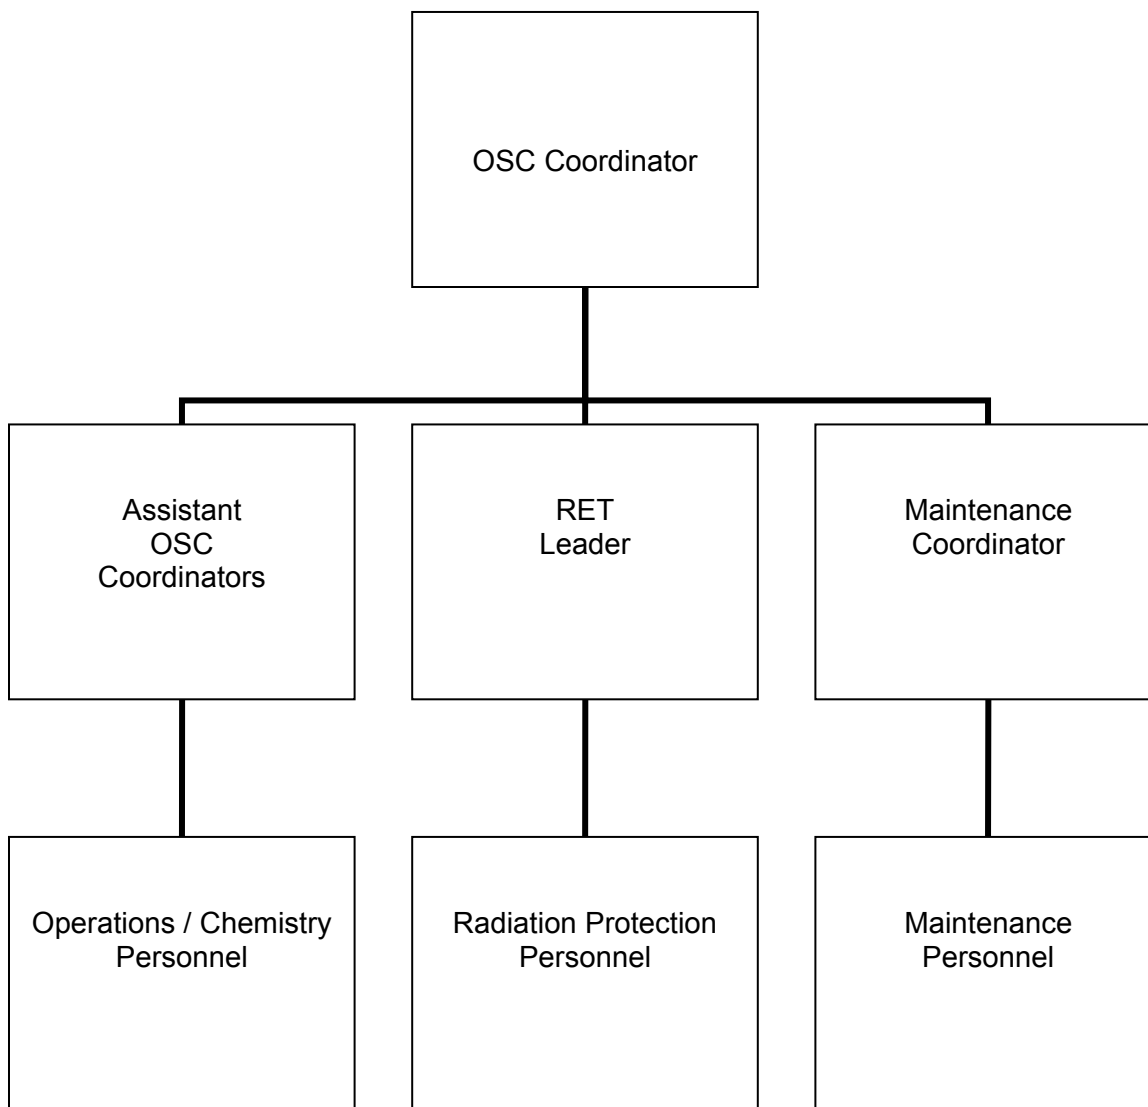 OSC Coordinator
Assistant
OSC
Coordinators
RET
Leader
Maintenance
Coordinator
Operations / Chemistry
Personnel
Radiation Protection
Personnel
Maintenance
Personnel